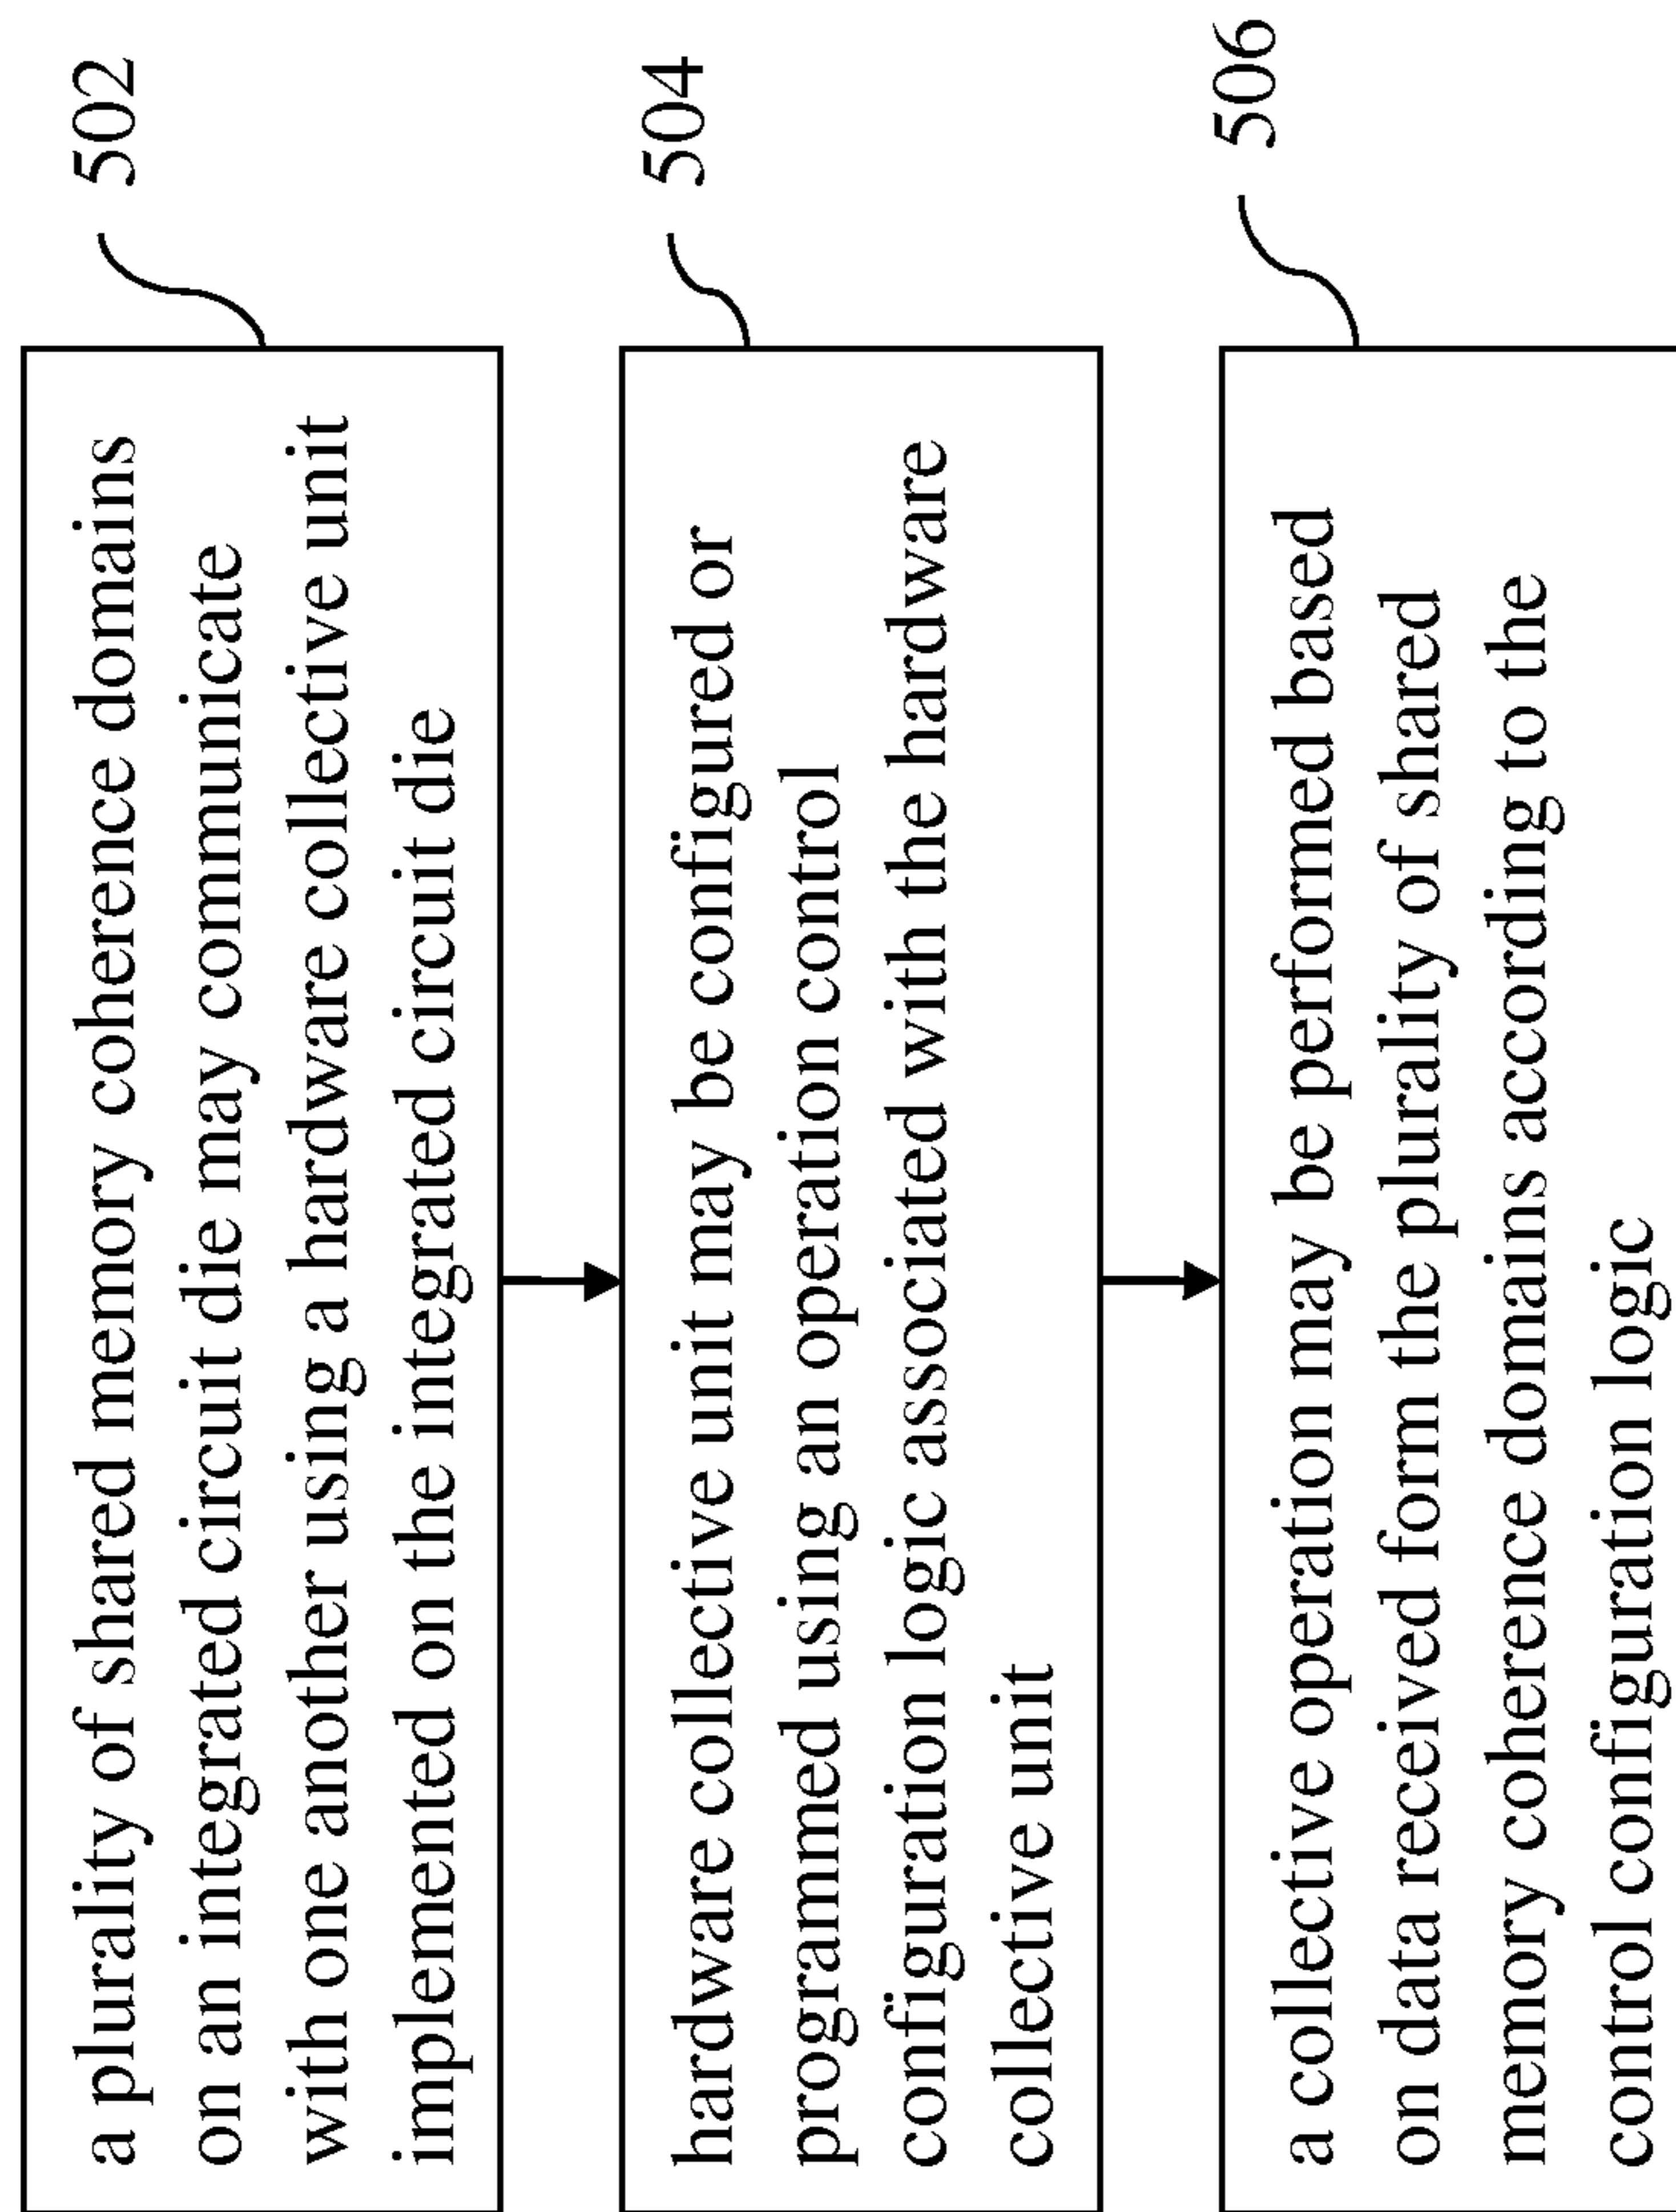 a plurality of shared memory coherence domains
on an integrated circuit die may communicate
with one another using a hardware collective unit
implemented on the integrated circuit die
502
hardware collective unit may be configured or
programmed using an operation control
configuration logic associated with the hardware
collective unit
504
a collective operation may be performed based
on data received form the plurality of shared
memory coherence domains according to the
control configuration logic
506